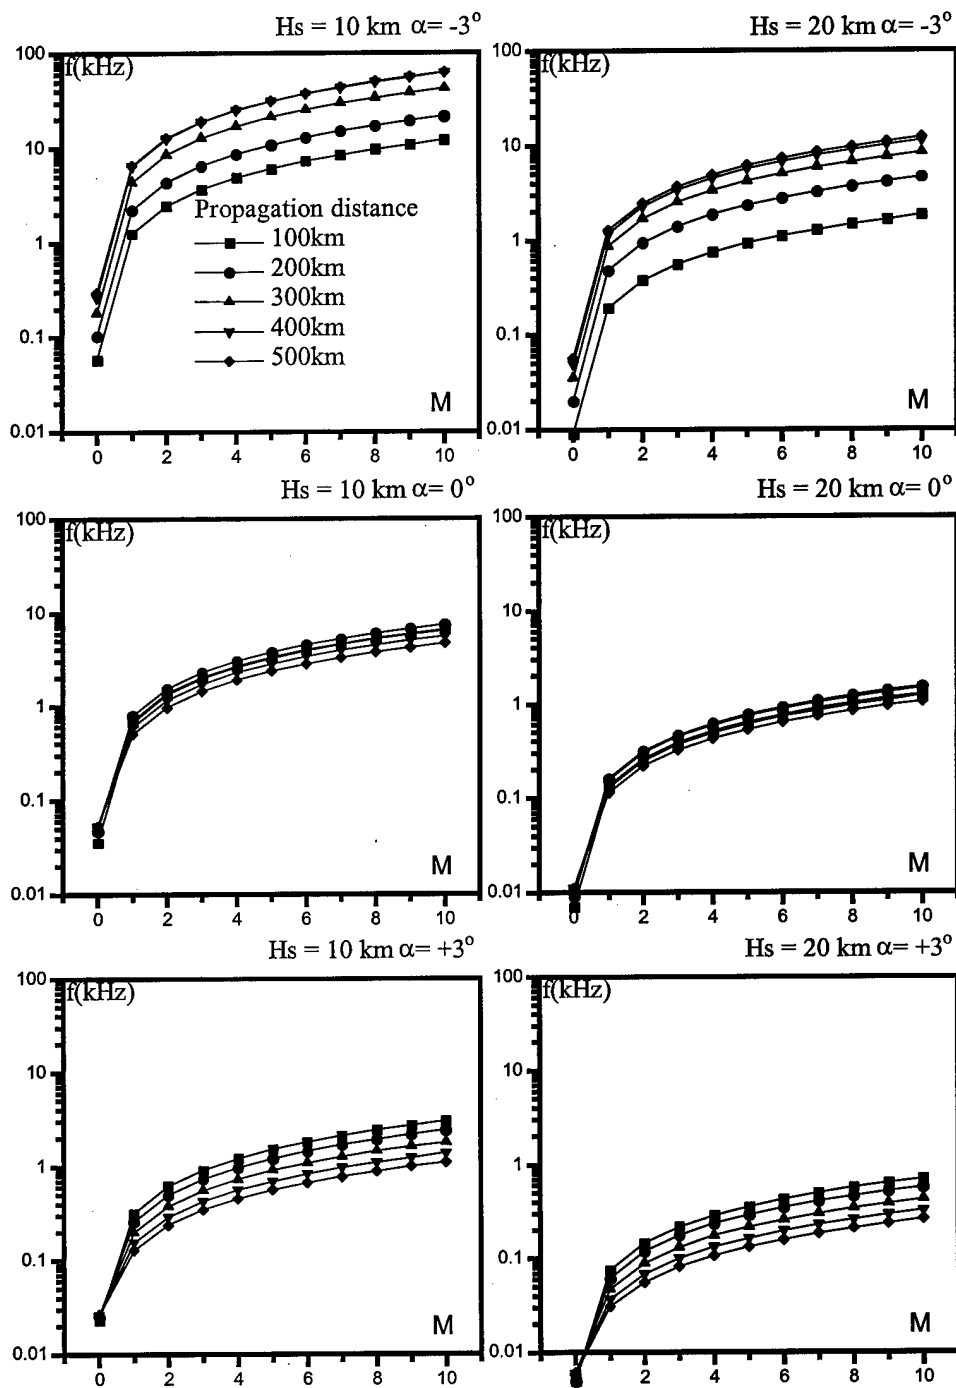 Hs = 10 km α= -3°
100
f(kHz)
10
1
0.1
0.01
Propagation distance
100km
200km
300km
400km
500km
M
0 2 4 6 8 10
Hs = 20 km α= -3°
100
f(kHz)
10
1
0.1
0.01
M
0 2 4 6 8 10
Hs = 10 km α= 0°
100
f(kHz)
10
1
0.1
0.01
M
0 2 4 6 8 10
Hs = 20 km α= 0°
100
f(kHz)
10
1
0.1
0.01
M
0 2 4 6 8 10
Hs = 10 km α= +3°
100
f(kHz)
10
1
0.1
0.01
M
0 2 4 6 8 10
Hs = 20 km α= +3°
100
f(kHz)
10
1
0.1
0.01
M
0 2 4 6 8 10